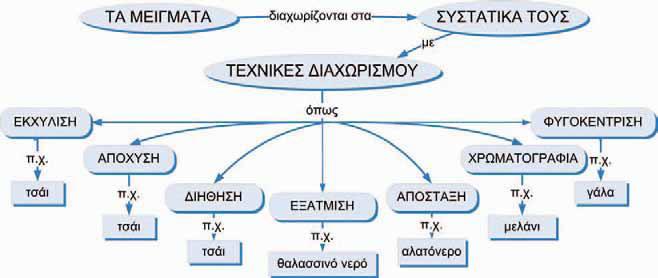 ΤΑ ΜΕΙΓΜΑΤΑ διαχωρίζονται στα ΣΥΣΤΑΤΙΚΑ ΤΟΥΣ
με
ΤΕΧΝΙΚΕΣ ΔΙΑΧΩΡΙΣΜΟΥ
όπως
ΕΚΧΥΛΙΣΗ
π.χ.
τσάι
ΑΠΟΧΥΣΗ
π.χ.
τσάι
ΔΙΗΘΗΣΗ
π.χ.
τσάι
ΕΞΑΤΜΙΣΗ
π.χ.
θαλασσινό νερό
ΑΠΟΣΤΑΞΗ
π.χ.
αλατόνερο
ΧΡΩΜΑΤΟΓΡΑΦΙΑ
π.χ.
μελάνι
ΦΥΓΟΚΕΝΤΡΙΣΗ
π.χ.
γάλα